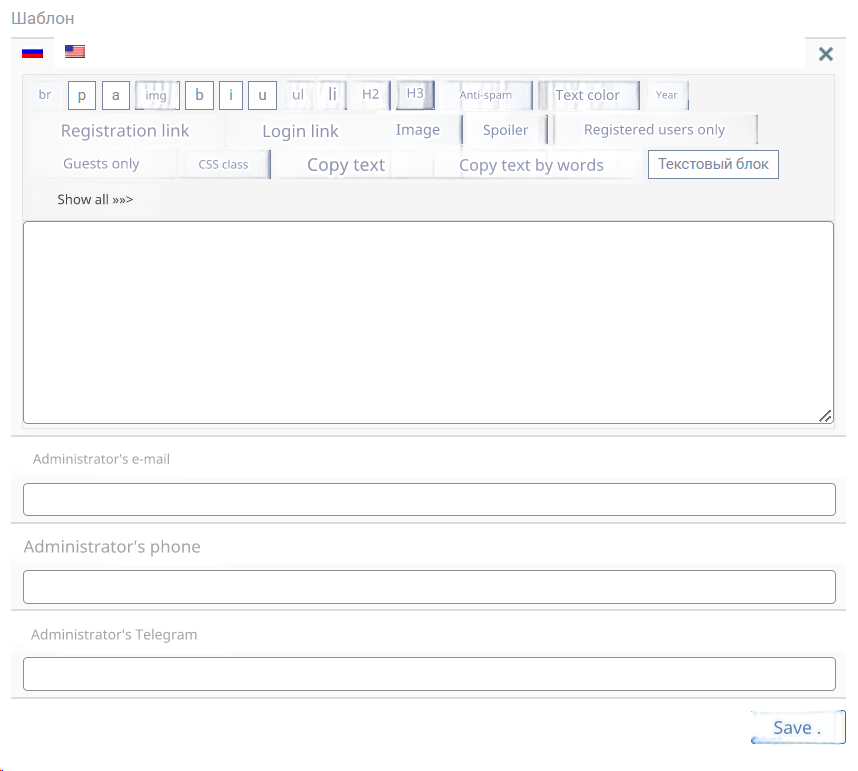 Шаблон
br p a img b i u ul li H2 H3 Anti-spam Text color Year
Registration link Login link Image Spoiler Registered users only
Guests only CSS class Copy text Copy text by words Текстовый блок
Show all »»>
Administrator's e-mail
Administrator's phone
Administrator's Telegram
Save .